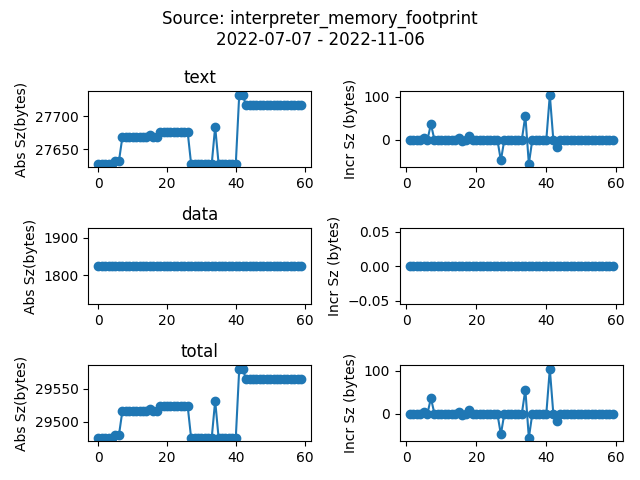 Source: interpreter_memory_footprint
2022-07-07 - 2022-11-06
text
Abs Sz(bytes)
27700
27650
0 20 40 60
Incr Sz (bytes)
100
0
0 20 40 60
data
Abs Sz(bytes)
1900
1800
0 20 40 60
Incr Sz (bytes)
0.05
0.00
−0.05
0 20 40 60
total
Abs Sz(bytes)
29550
29500
0 20 40 60
Incr Sz (bytes)
100
0
0 20 40 60